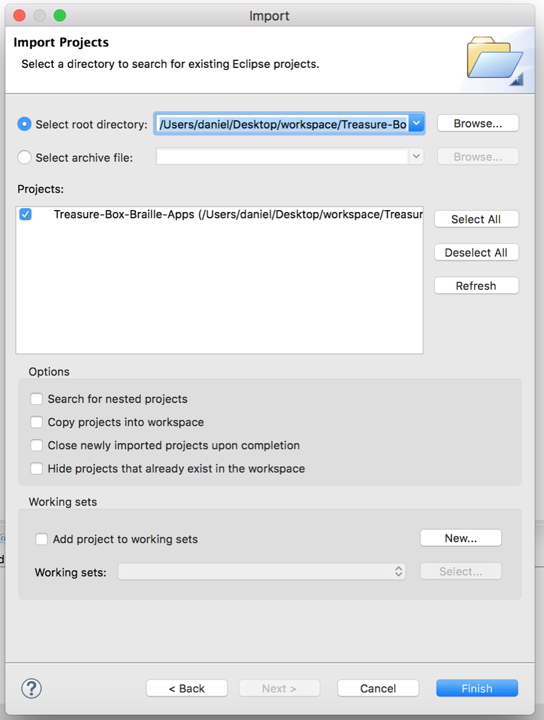 Import
Import Projects
Select a directory to search for existing Eclipse projects.
Select root directory: /Users/daniel/Desktop/workspace/Treasure-Bo Browse...
Select archive file: Browse...
Projects:
Treasure-Box-Braille-Apps (/Users/daniel/Desktop/workspace/Treasur
Select All
Deselect All
Refresh
Options
Search for nested projects
Copy projects into workspace
Close newly imported projects upon completion
Hide projects that already exist in the workspace
Working sets
Add project to working sets New...
Working sets: Select...
? < Back Next > Cancel Finish